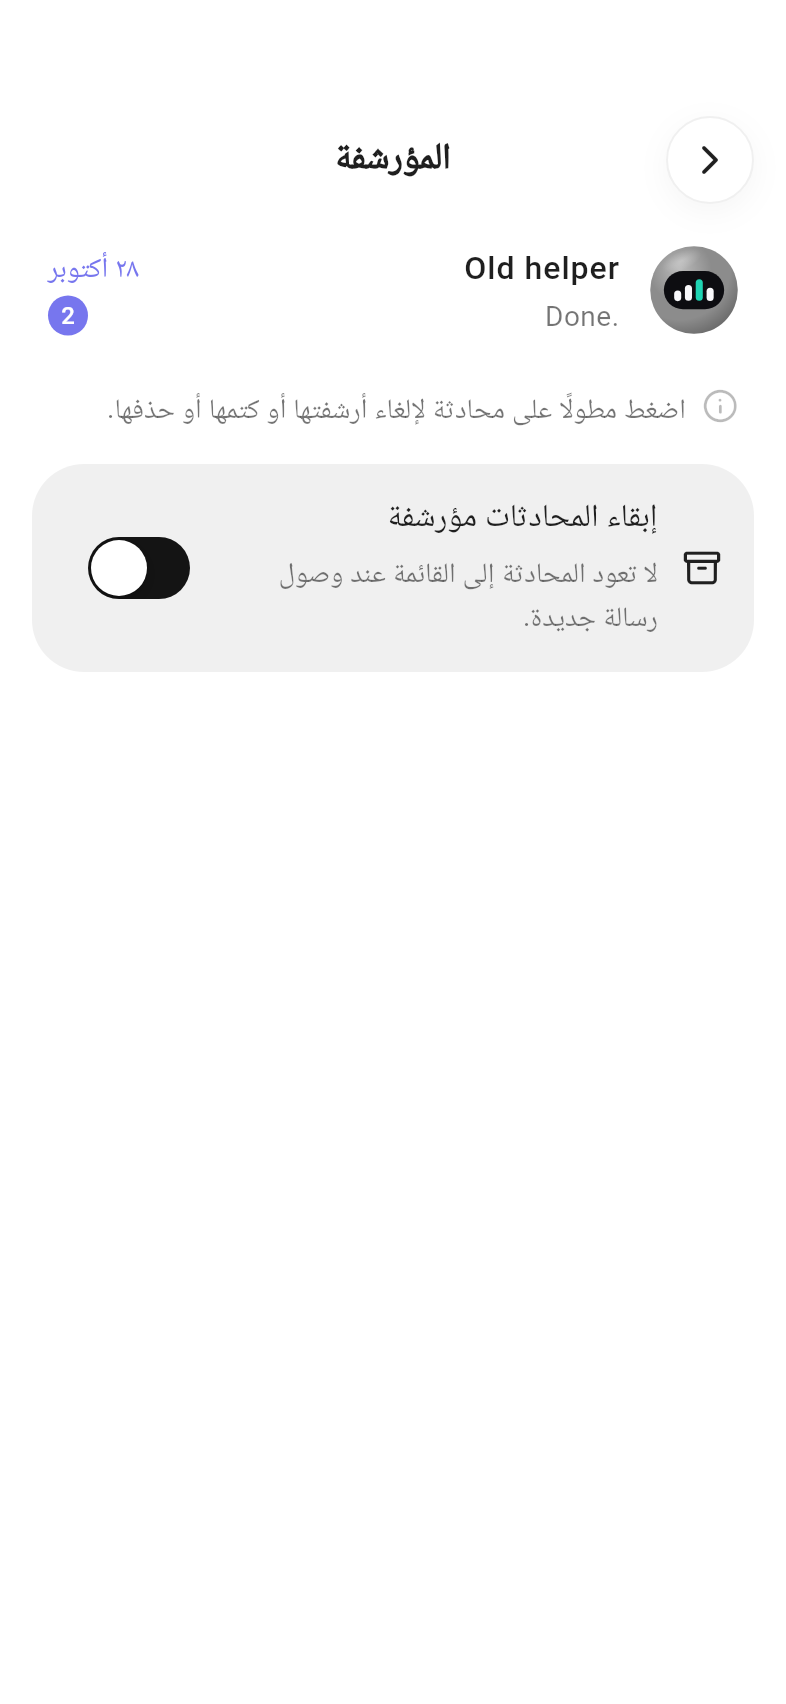 المؤرشفة
Old helper
٢٨ أكتوبر
Done.
2
اضغط مطولًا على محادثة لإلغاء أرشفتها أو كتمها أو حذفها.
إبقاء المحادثات مؤرشفة
لا تعود المحادثة إلى القائمة عند وصول
رسالة جديدة.